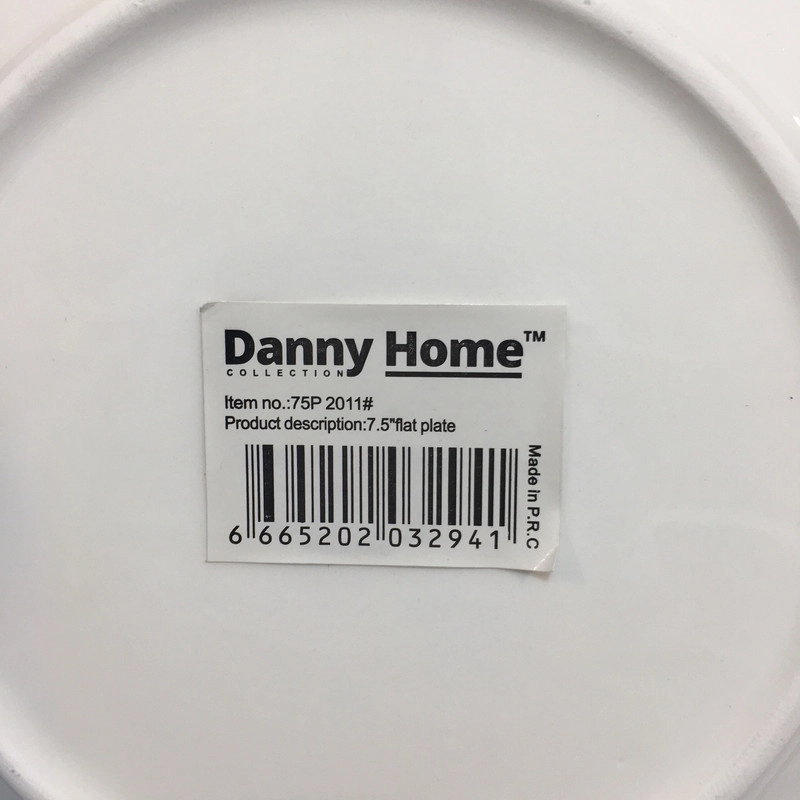 Danny Home™
COLLECTION
Item no.:75P 2011#
Product description:7.5"flat plate
Made in P.R.C
6 665202 032941